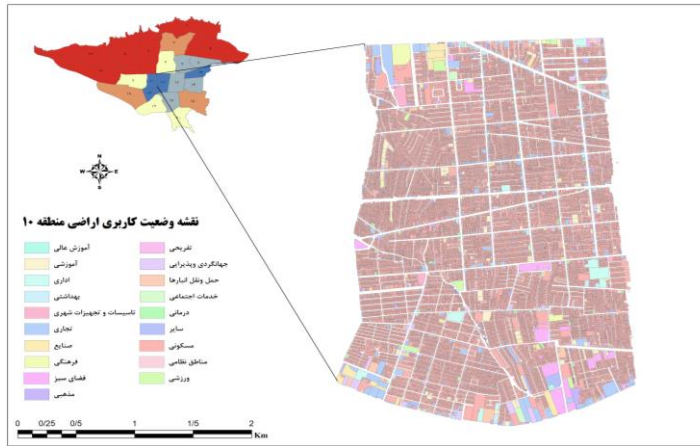 N
W E
S
نقشه وضعیت کاربری اراضی منطقه ۱۰
آموزش عالی
تفریحی
آموزشی
جهانگردی وپذیرایی
اداری
حمل ونقل انبارها
بهداشتی
خدمات اجتماعی
تاسیسات و تجهیزات شهری
درمانی
تجاری
سایر
صنایع
مسکونی
فرهنگی
مناطق نظامی
فضای سبز
ورزشی
مذهبی
0 0/25 0/5 1 1/5 2
Km